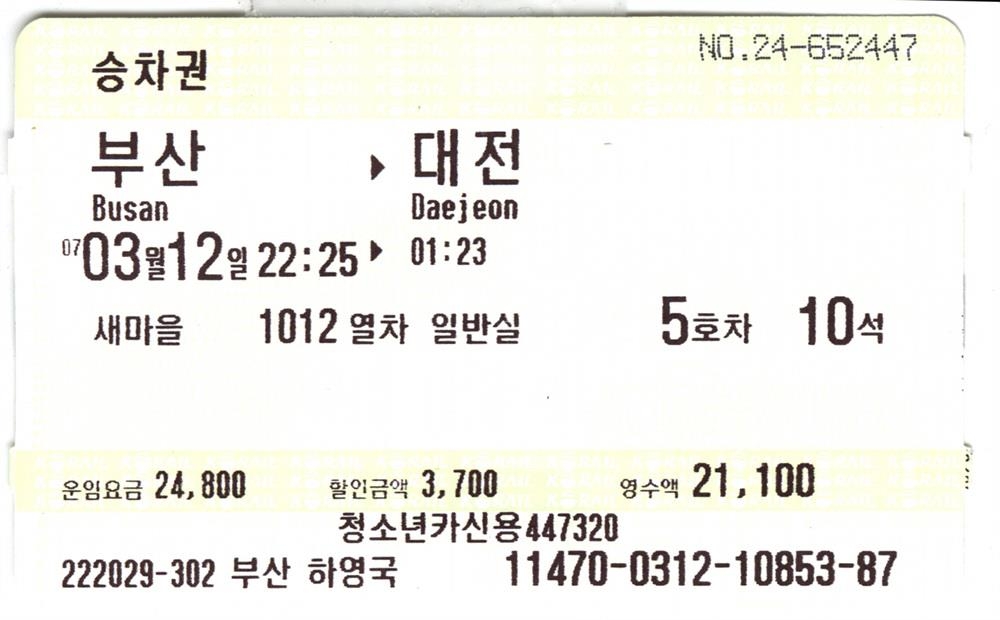 NO.24-652447
승차권
부산 ▶ 대전
Busan Daejeon
07 03월12일 22:25 ▶ 01:23
새마을 1012 열차 일반실 5호차 10석
운임요금 24,800 할인금액 3,700 영수액 21,100
청소년카신용447320
222029-302 부산 하영국 11470-0312-10853-87